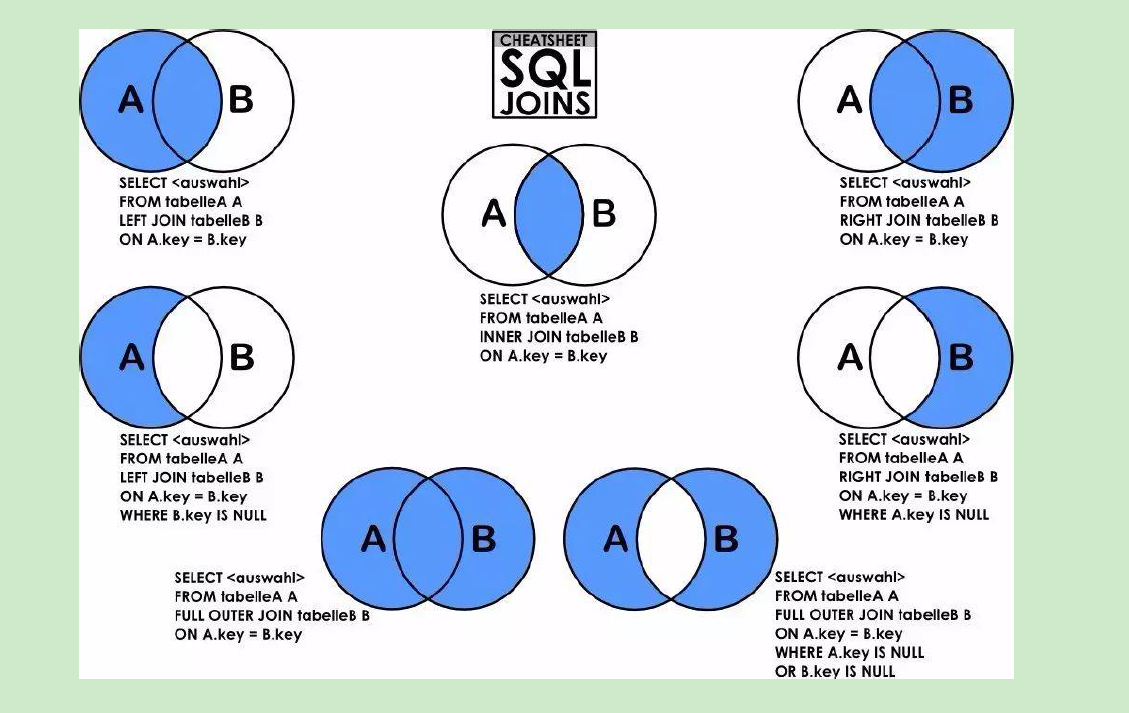 CHEATSHEET
SQL
JOINS
A B
SELECT <auswahl>
FROM tabelleA A
LEFT JOIN tabelleB B
ON A.key = B.key
A B
SELECT <auswahl>
FROM tabelleA A
INNER JOIN tabelleB B
ON A.key = B.key
A B
SELECT <auswahl>
FROM tabelleA A
RIGHT JOIN tabelleB B
ON A.key = B.key
A B
SELECT <auswahl>
FROM tabelleA A
LEFT JOIN tabelleB B
ON A.key = B.key
WHERE B.key IS NULL
A B
SELECT <auswahl>
FROM tabelleA A
RIGHT JOIN tabelleB B
ON A.key = B.key
WHERE A.key IS NULL
A B
SELECT <auswahl>
FROM tabelleA A
FULL OUTER JOIN tabelleB B
ON A.key = B.key
A B
SELECT <auswahl>
FROM tabelleA A
FULL OUTER JOIN tabelleB B
ON A.key = B.key
WHERE A.key IS NULL
OR B.key IS NULL